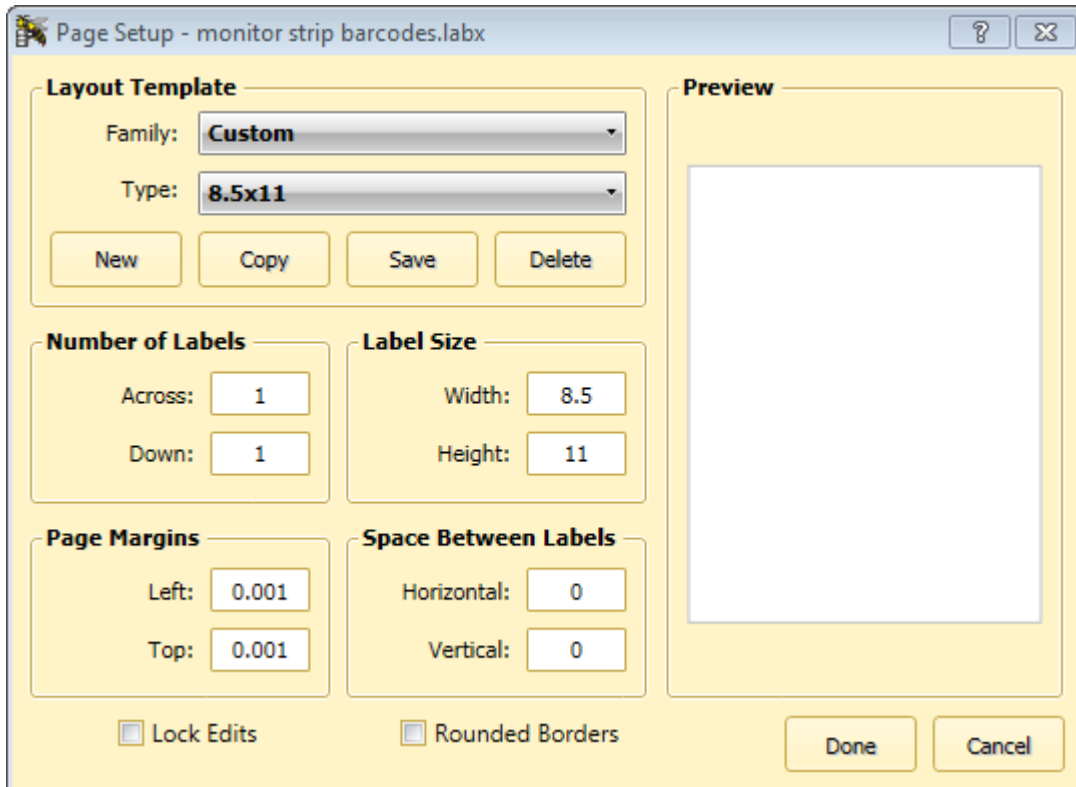 Page Setup - monitor strip barcodes.labx
?
Layout Template
Family: Custom
Type: 8.5x11
New Copy Save Delete
Preview
Number of Labels
Across: 1
Down: 1
Label Size
Width: 8.5
Height: 11
Page Margins
Left: 0.001
Top: 0.001
Space Between Labels
Horizontal: 0
Vertical: 0
Lock Edits
Rounded Borders
Done Cancel